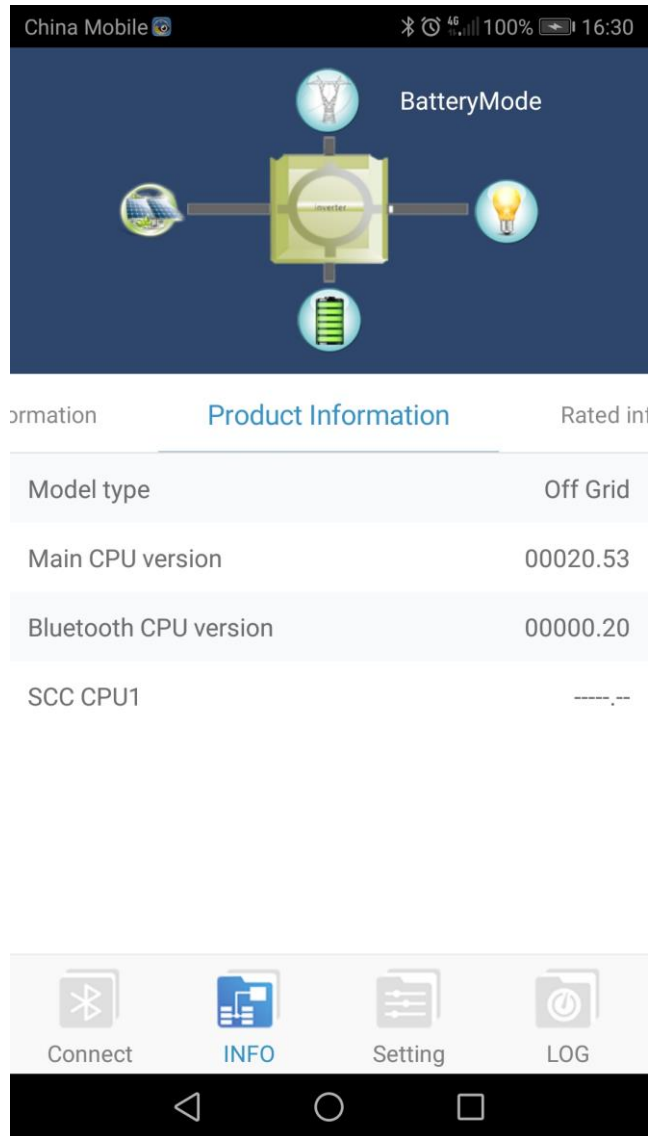 China Mobile 4G 100% 16:30
BatteryMode
inverter
ormation Product Information Rated inf
Model type Off Grid
Main CPU version 00020.53
Bluetooth CPU version 00000.20
SCC CPU1 -----.--
Connect INFO Setting LOG